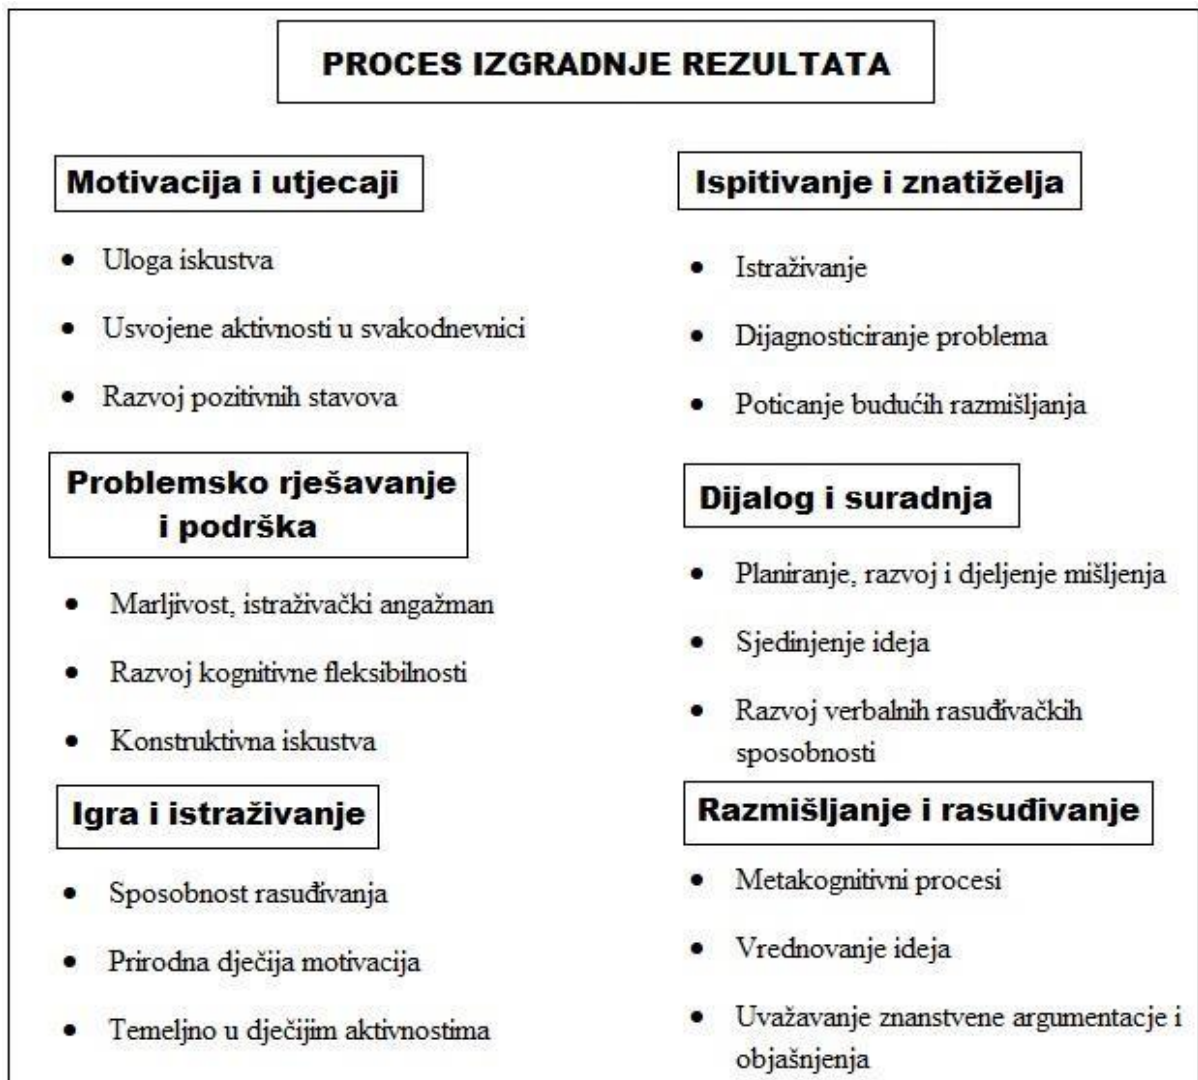 PROCES IZGRADNJE REZULTATA
Motivacija i utjecaji
• Uloga iskustva
• Usvojene aktivnosti u svakodnevnici
• Razvoj pozitivnih stavova
Problemsko rješavanje
i podrška
• Marljivost, istraživački angažman
• Razvoj kognitivne fleksibilnosti
• Konstruktivna iskustva
Igra i istraživanje
• Sposobnost rasuđivanja
• Prirodna dječija motivacija
• Temeljno u dječijim aktivnostima
Ispitivanje i znatiželja
• Istraživanje
• Dijagnosticiranje problema
• Poticanje budućih razmišljanja
Dijalog i suradnja
• Planiranje, razvoj i djeljenje mišljenja
• Sjedinjenje ideja
• Razvoj verbalnih rasuđivačkih
sposobnosti
Razmišljanje i rasuđivanje
• Metakognitivni procesi
• Vrednovanje ideja
• Uvažavanje znanstvene argumentacje i
objašnjenja